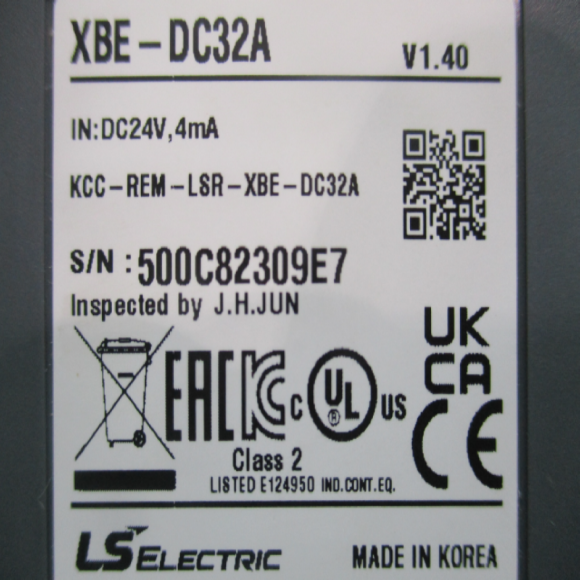 XBE-DC32A V1.40
IN:DC24V,4mA
KCC-REM-LSR-XBE-DC32A
S/N : 500C82309E7
Inspected by J.H.JUN
UK
CA
EAC KC c UL US CE
®
Class 2
LISTED E124950 IND.CONT.EQ.
LS ELECTRIC MADE IN KOREA